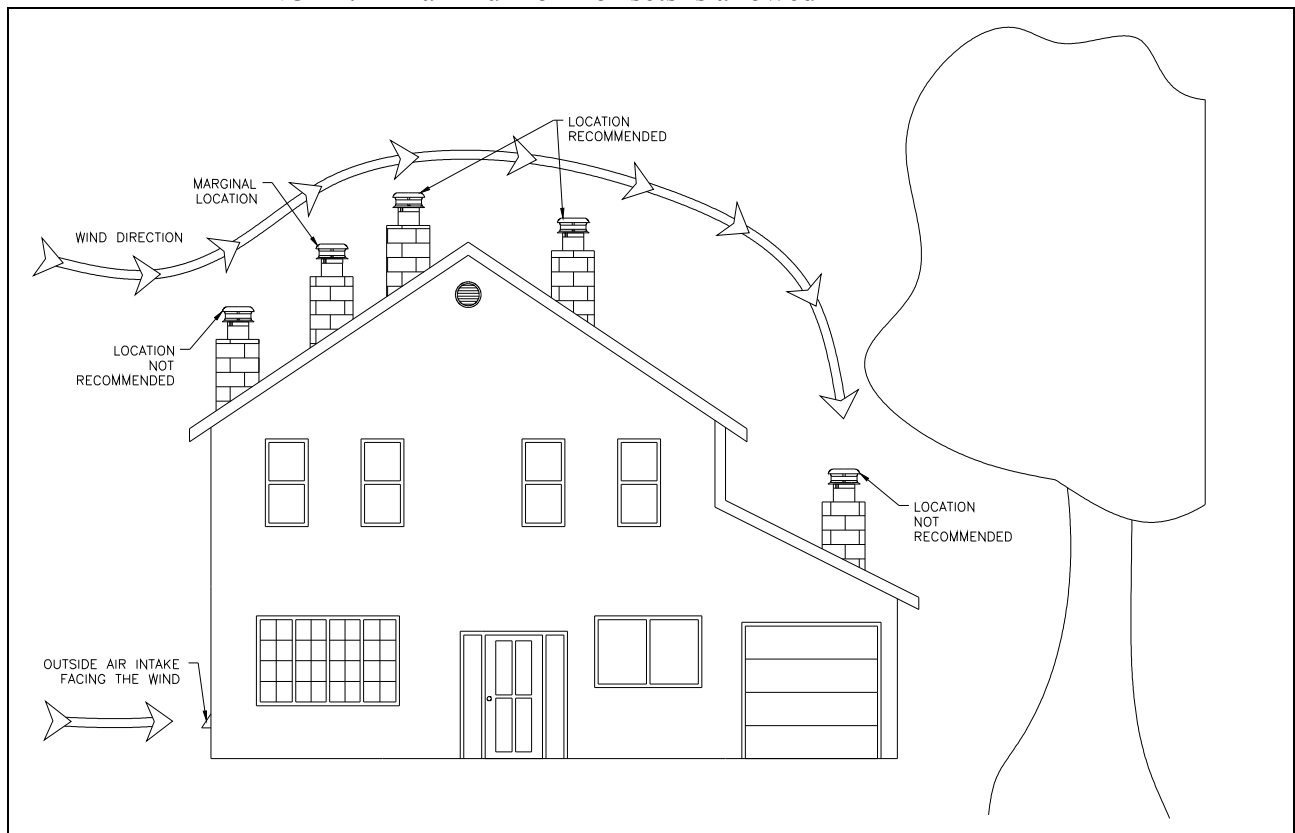 LOCATION
RECOMMENDED
MARGINAL
LOCATION
WIND DIRECTION
LOCATION
NOT
RECOMMENDED
LOCATION
NOT
RECOMMENDED
OUTSIDE AIR INTAKE
FACING THE WIND